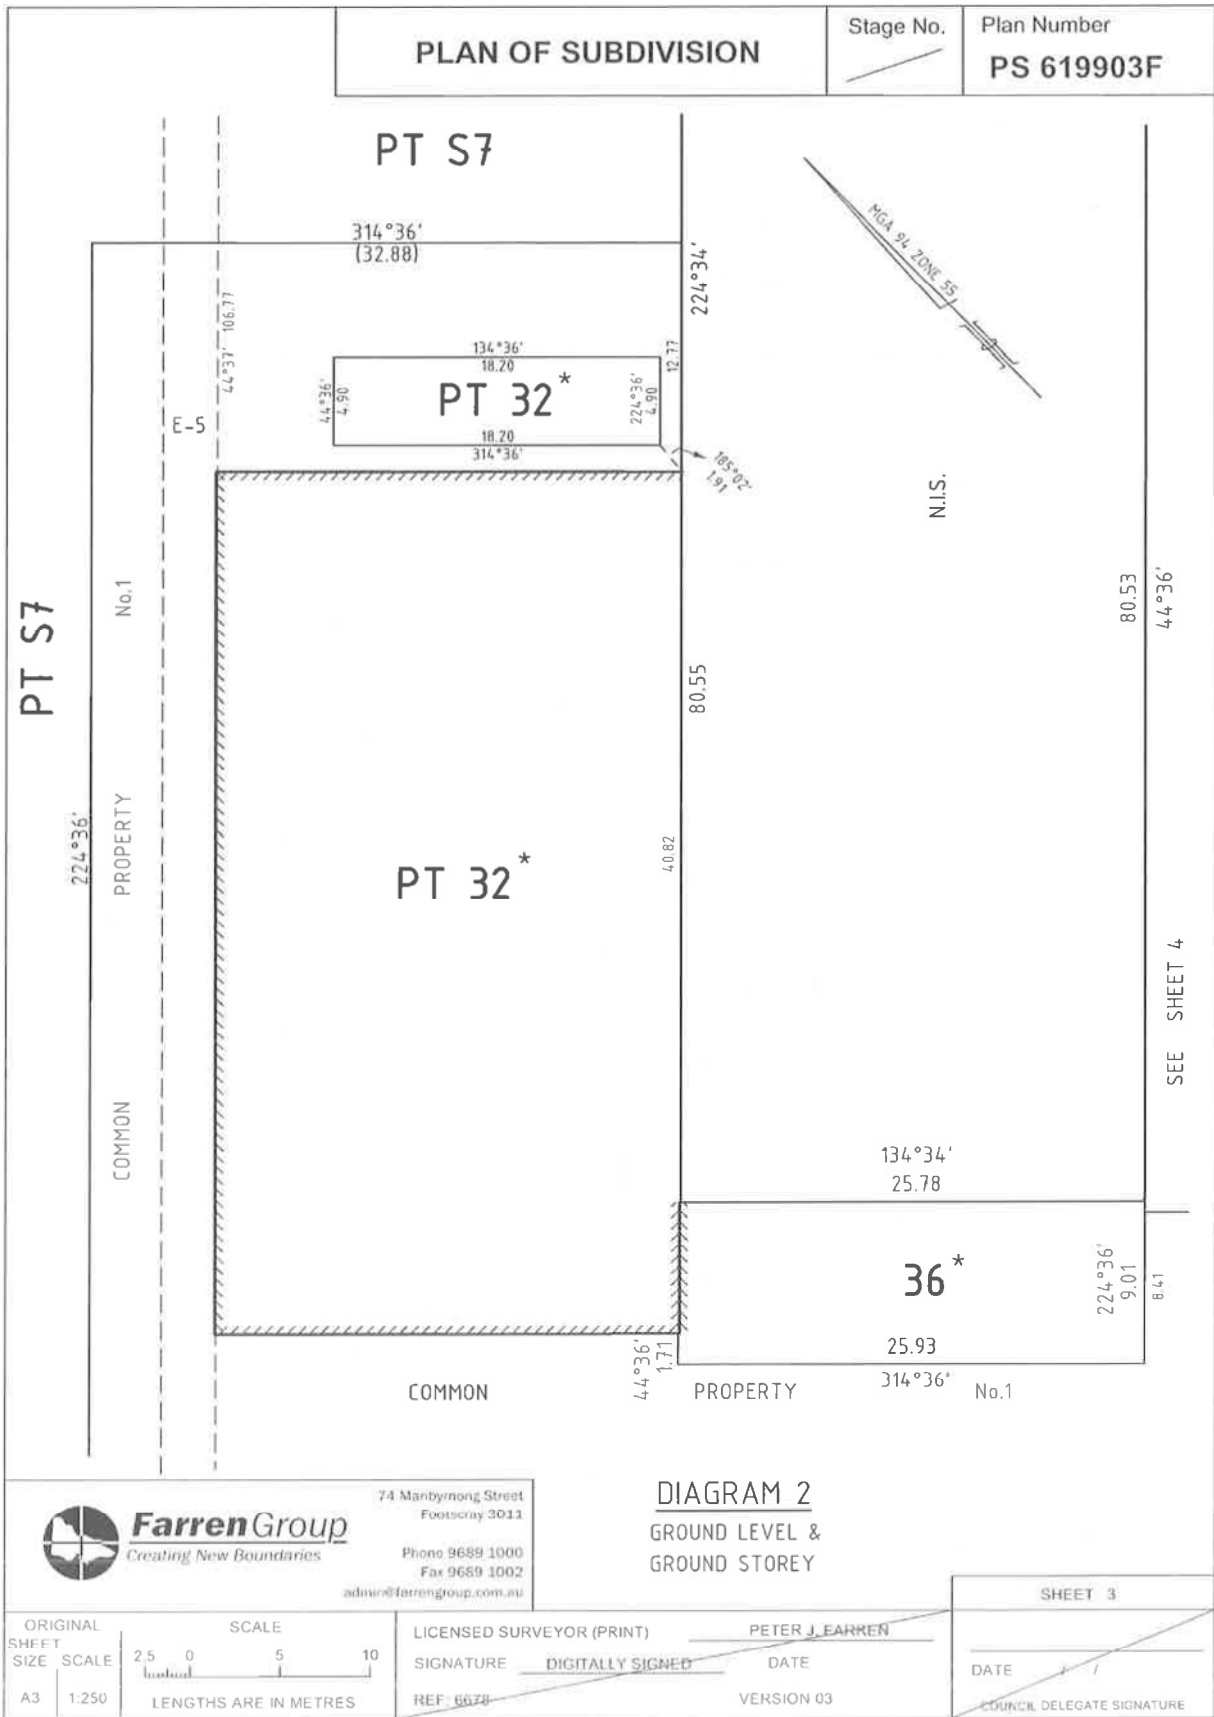 PLAN OF SUBDIVISION
Stage No.
Plan Number
PS 619903F
PT S7
314°36'
(32.88)
224°34'
MGA 94 ZONE 55
44°37' 106.77
12.77
134°36'
18.20
44°36'
4.90
PT 32*
224°36'
4.90
18.20
314°36'
185°02'
1.91
E-5
N.I.S.
No.1
80.53
44°36'
PT S7
80.55
224°36'
PROPERTY
40.82
PT 32*
SEE SHEET 4
COMMON
134°34'
25.78
36*
224°36'
9.01
8.41
25.93
314°36'
44°36'
1.71
COMMON PROPERTY No.1
DIAGRAM 2
GROUND LEVEL &
GROUND STOREY
Farren Group
Creating New Boundaries
74 Maribyrnong Street
Footscray 3011
Phone 9689 1000
Fax 9689 1002
admin@farrengroup.com.au
SHEET 3
ORIGINAL
SHEET
SIZE SCALE
A3 1:250
SCALE
2.5 0 5 10
LENGTHS ARE IN METRES
LICENSED SURVEYOR (PRINT) PETER J. FARREN
SIGNATURE DIGITALLY SIGNED DATE
REF: 6678 VERSION 03
DATE / /
COUNCIL DELEGATE SIGNATURE